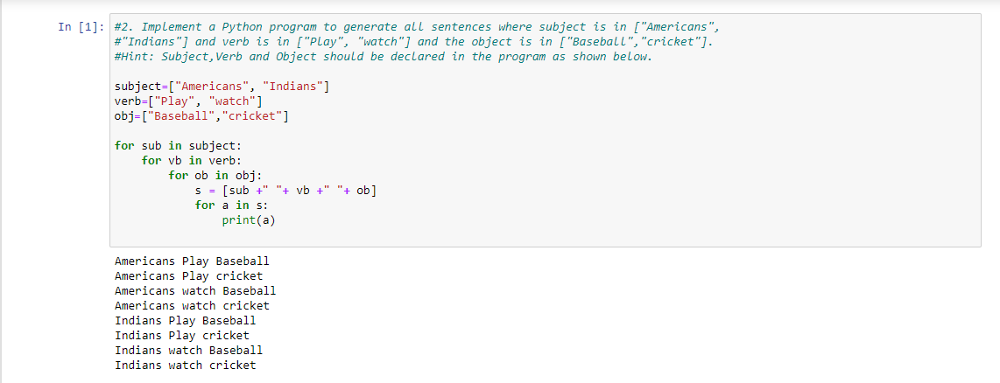 In [1]: #2. Implement a Python program to generate all sentences where subject is in ["Americans",
#"Indians"] and verb is in ["Play", "watch"] and the object is in ["Baseball","cricket"].
#Hint: Subject,Verb and Object should be declared in the program as shown below.

subject=["Americans", "Indians"]
verb=["Play", "watch"]
obj=["Baseball","cricket"]

for sub in subject:
    for vb in verb:
        for ob in obj:
            s = [sub +" "+ vb +" "+ ob]
            for a in s:
                print(a)

Americans Play Baseball
Americans Play cricket
Americans watch Baseball
Americans watch cricket
Indians Play Baseball
Indians Play cricket
Indians watch Baseball
Indians watch cricket